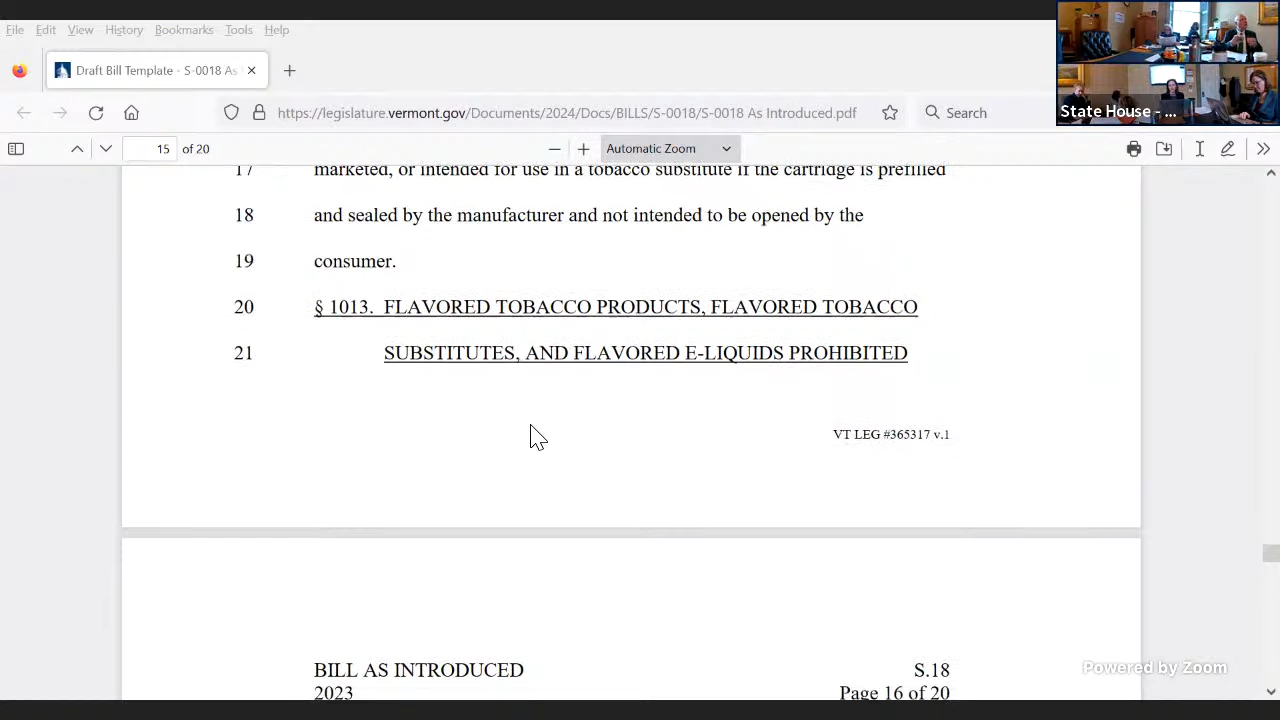 File Edit View History Bookmarks Tools Help
Draft Bill Template - S-0018 As
https://legislature.vermont.gov/Documents/2024/Docs/BILLS/S-0018/S-0018 As Introduced.pdf
Search
State House - ...
15 of 20
Automatic Zoom
17 marketed, or intended for use in a tobacco substitute if the cartridge is prefilled
18 and sealed by the manufacturer and not intended to be opened by the
19 consumer.
20 § 1013. FLAVORED TOBACCO PRODUCTS, FLAVORED TOBACCO
21 SUBSTITUTES, AND FLAVORED E-LIQUIDS PROHIBITED
VT LEG #365317 v.1
BILL AS INTRODUCED S.18
2023 Page 16 of 20
Powered by Zoom